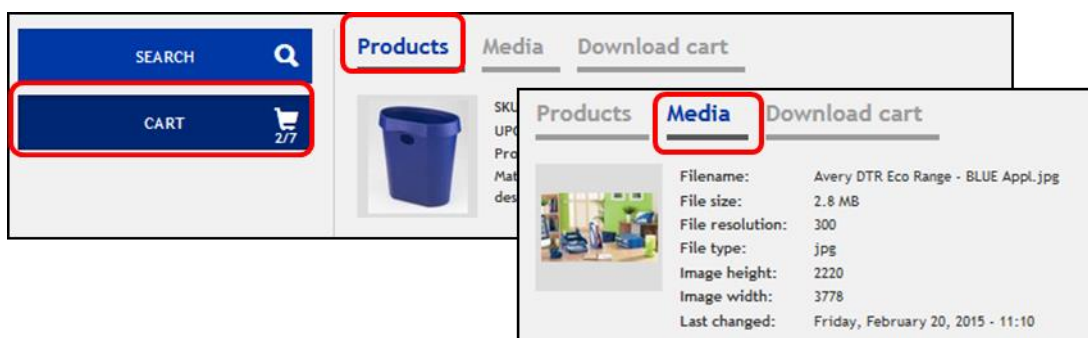 SEARCH
CART
2/7
Products Media Download cart
SKU
UPC
Pro
Mat
des
Products Media Download cart
Filename: Avery DTR Eco Range - BLUE Appl.jpg
File size: 2.8 MB
File resolution: 300
File type: jpg
Image height: 2220
Image width: 3778
Last changed: Friday, February 20, 2015 - 11:10